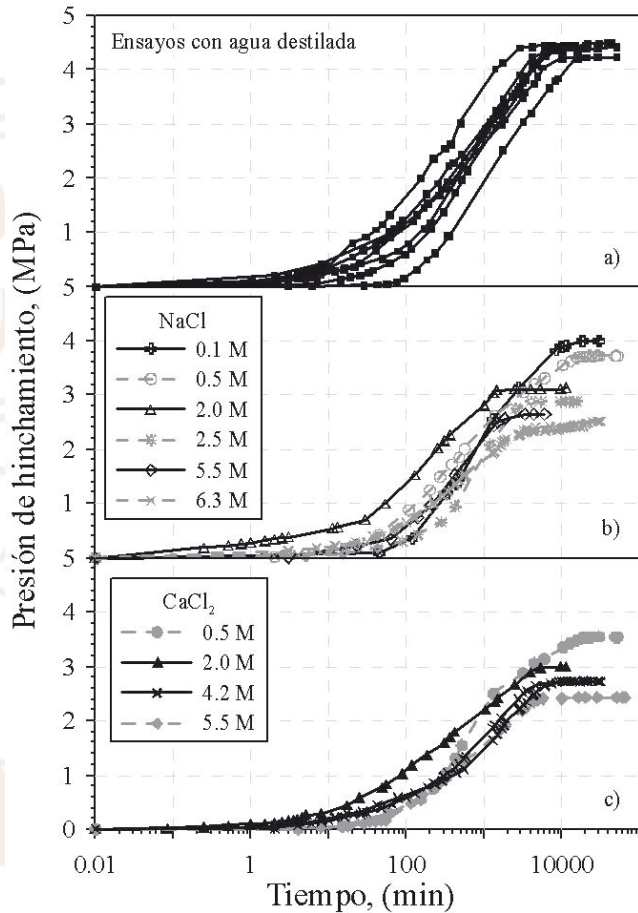 Ensayos con agua destilada
5
4
3
2
1
a)
5
NaCl
0.1 M
0.5 M
2.0 M
2.5 M
5.5 M
6.3 M
4
3
2
1
b)
5
CaCl₂
0.5 M
2.0 M
4.2 M
5.5 M
4
3
2
1
0
c)
0.01
1
100
10000
Tiempo, (min)
Presión de hinchamiento, (MPa)